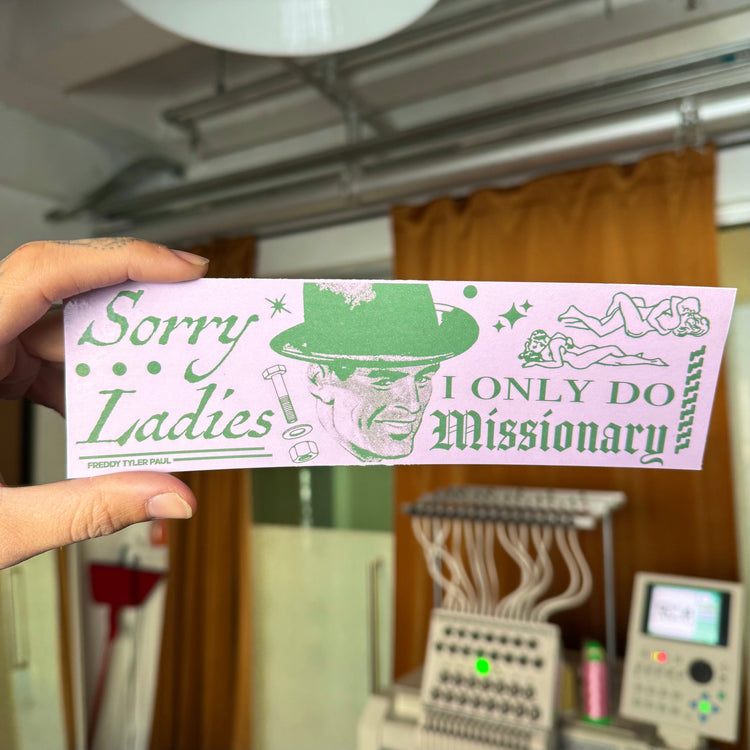 Sorry
Ladies
FREDDY TYLER PAUL
I ONLY DO
Missionary